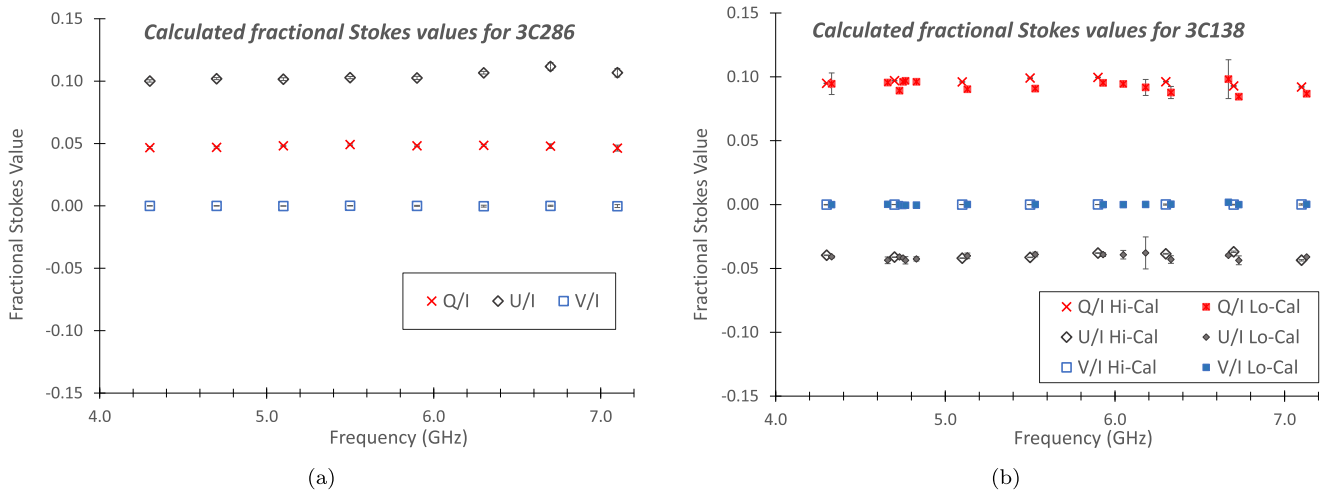 Calculated fractional Stokes values for 3C286
Fractional Stokes Value
0.15
0.10
0.05
0.00
-0.05
-0.10
-0.15
Q/I U/I V/I
4.0 5.0 6.0 7.0
Frequency (GHz)
(a)
Calculated fractional Stokes values for 3C138
Fractional Stokes Value
0.15
0.10
0.05
0.00
-0.05
-0.10
-0.15
Q/I Hi-Cal Q/I Lo-Cal
U/I Hi-Cal U/I Lo-Cal
V/I Hi-Cal V/I Lo-Cal
4.0 5.0 6.0 7.0
Frequency (GHz)
(b)